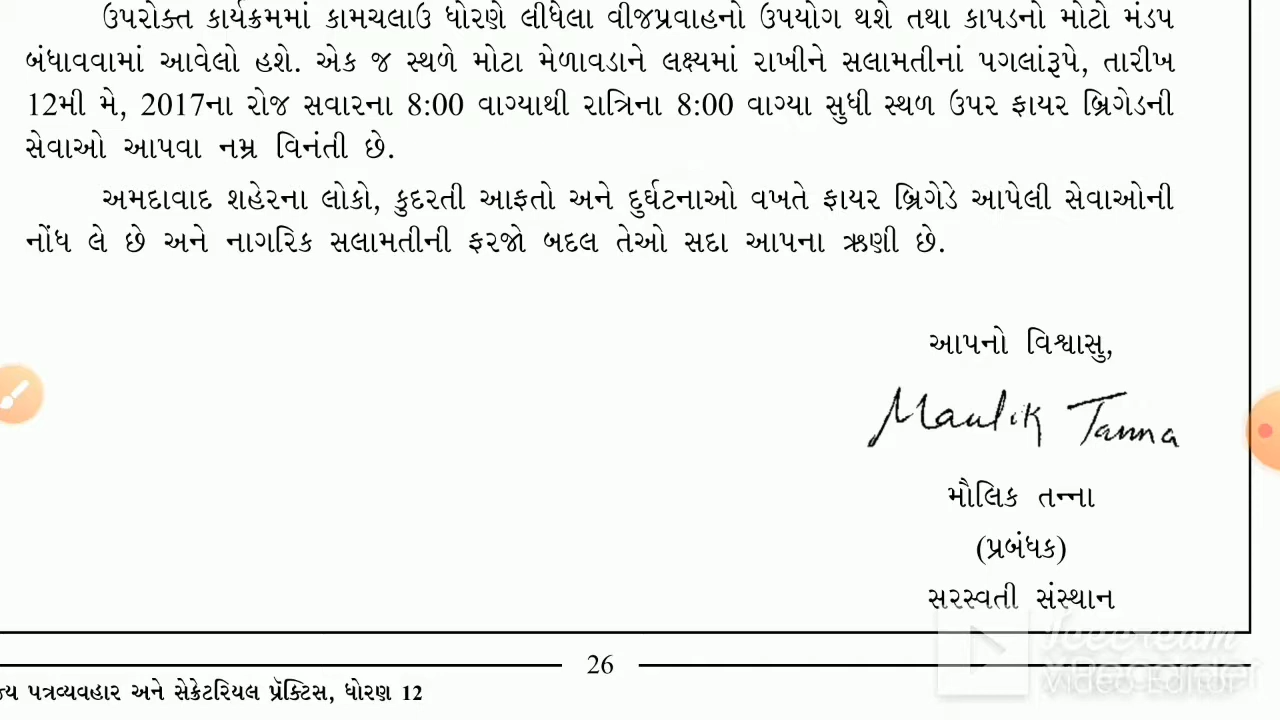 ઉપરોક્ત કાર્યક્રમમાં કામચલાઉ ધોરણે લીધેલા વીજપ્રવાહનો ઉપયોગ થશે તથા કાપડનો મોટો મંડપ
બંધાવવામાં આવેલો હશે. એક જ સ્થળે મોટા મેળાવડાને લક્ષ્યમાં રાખીને સલામતીનાં પગલાંરૂપે, તારીખ
12મી મે, 2017ના રોજ સવારના 8:00 વાગ્યાથી રાત્રિના 8:00 વાગ્યા સુધી સ્થળ ઉપર ફાયર બ્રિગેડની
સેવાઓ આપવા નમ્ર વિનંતી છે.
અમદાવાદ શહેરના લોકો, કુદરતી આફતો અને દુર્ઘટનાઓ વખતે ફાયર બ્રિગેડે આપેલી સેવાઓની
નોંધ લે છે અને નાગરિક સલામતીની ફરજો બદલ તેઓ સદા આપના ઋણી છે.
આપનો વિશ્વાસુ,
Maulik Tanna
મૌલિક તન્ના
(પ્રબંધક)
સરસ્વતી સંસ્થાન
26
પત્રવ્યવહાર અને સેક્રેટરિયલ પ્રૅક્ટિસ, ધોરણ 12